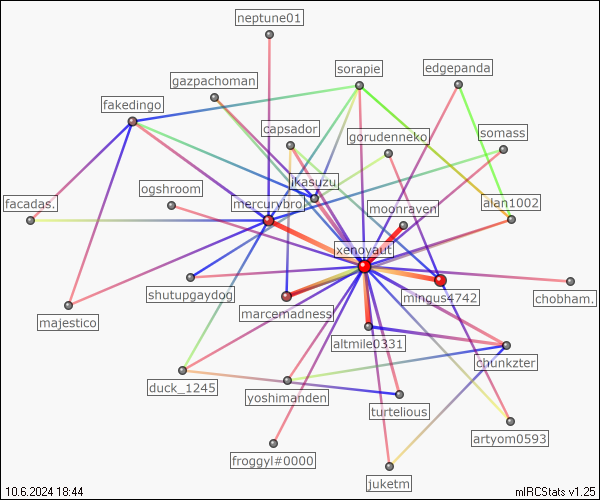 neptune01
sorapie
edgepanda
gazpachoman
fakedingo
capsador
gorudenneko
somass
ikasuzu
ogshroom
facadas.
mercurybro
moonraven
alan1002
xenoyaut
shutupgaydog
marcemadness
mingus4742
chobham.
majestico
altmile0331
chunkzter
duck_1245
yoshimanden
turtelious
artyom0593
froggyl#0000
juketm
10.6.2024 18:44
mIRCStats v1.25